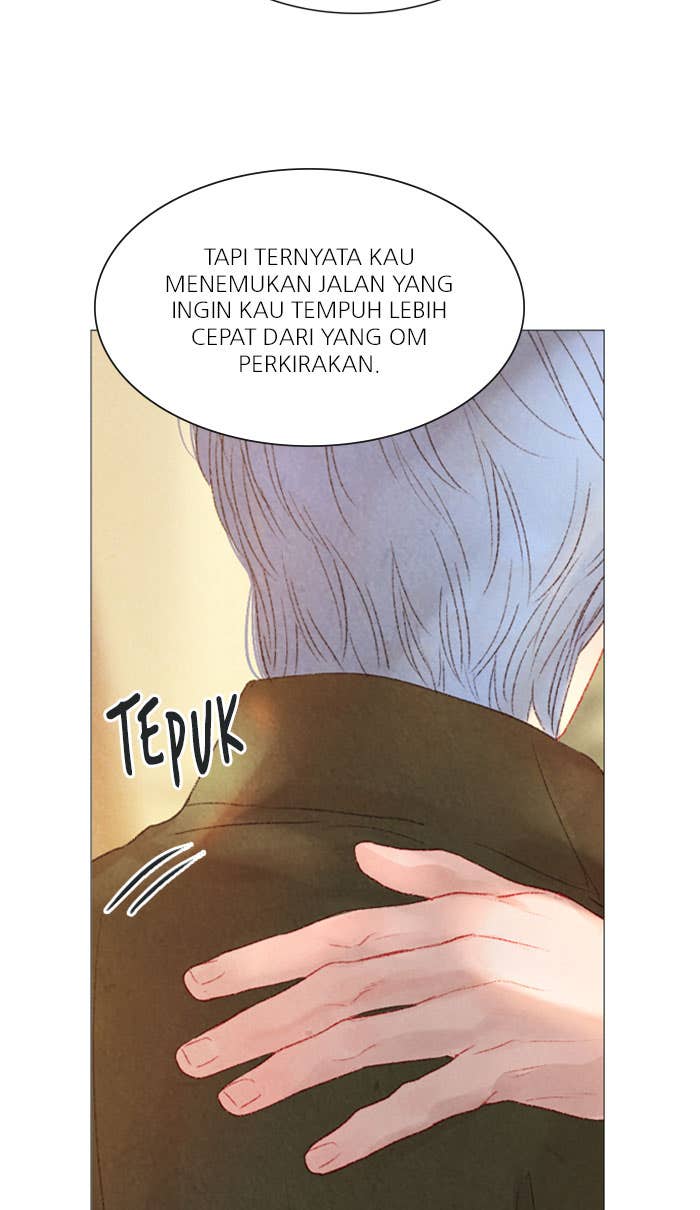 TAPI TERNYATA KAU
MENEMUKAN JALAN YANG
INGIN KAU TEMPUH LEBIH
CEPAT DARI YANG OM
PERKIRAKAN.
TEPUK